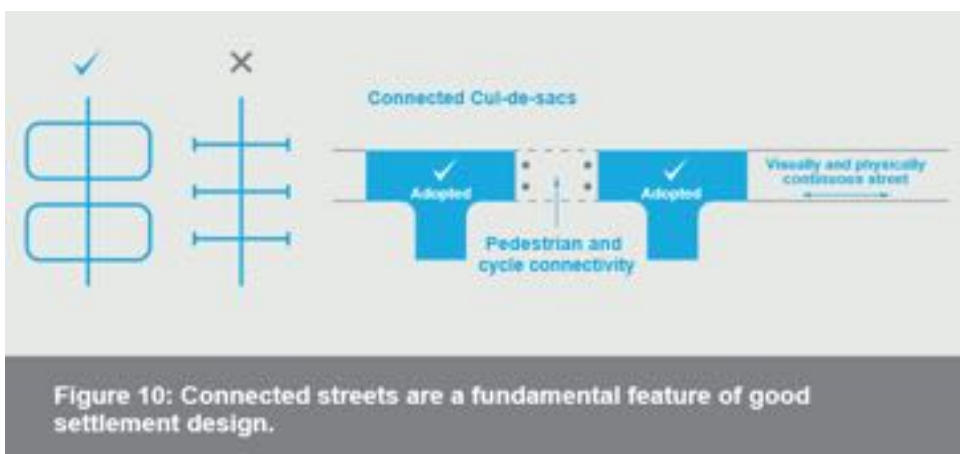 Connected Cul-de-sacs
Adopted
Adopted
Visually and physically
continuous street
Pedestrian and
cycle connectivity
Figure 10: Connected streets are a fundamental feature of good
settlement design.